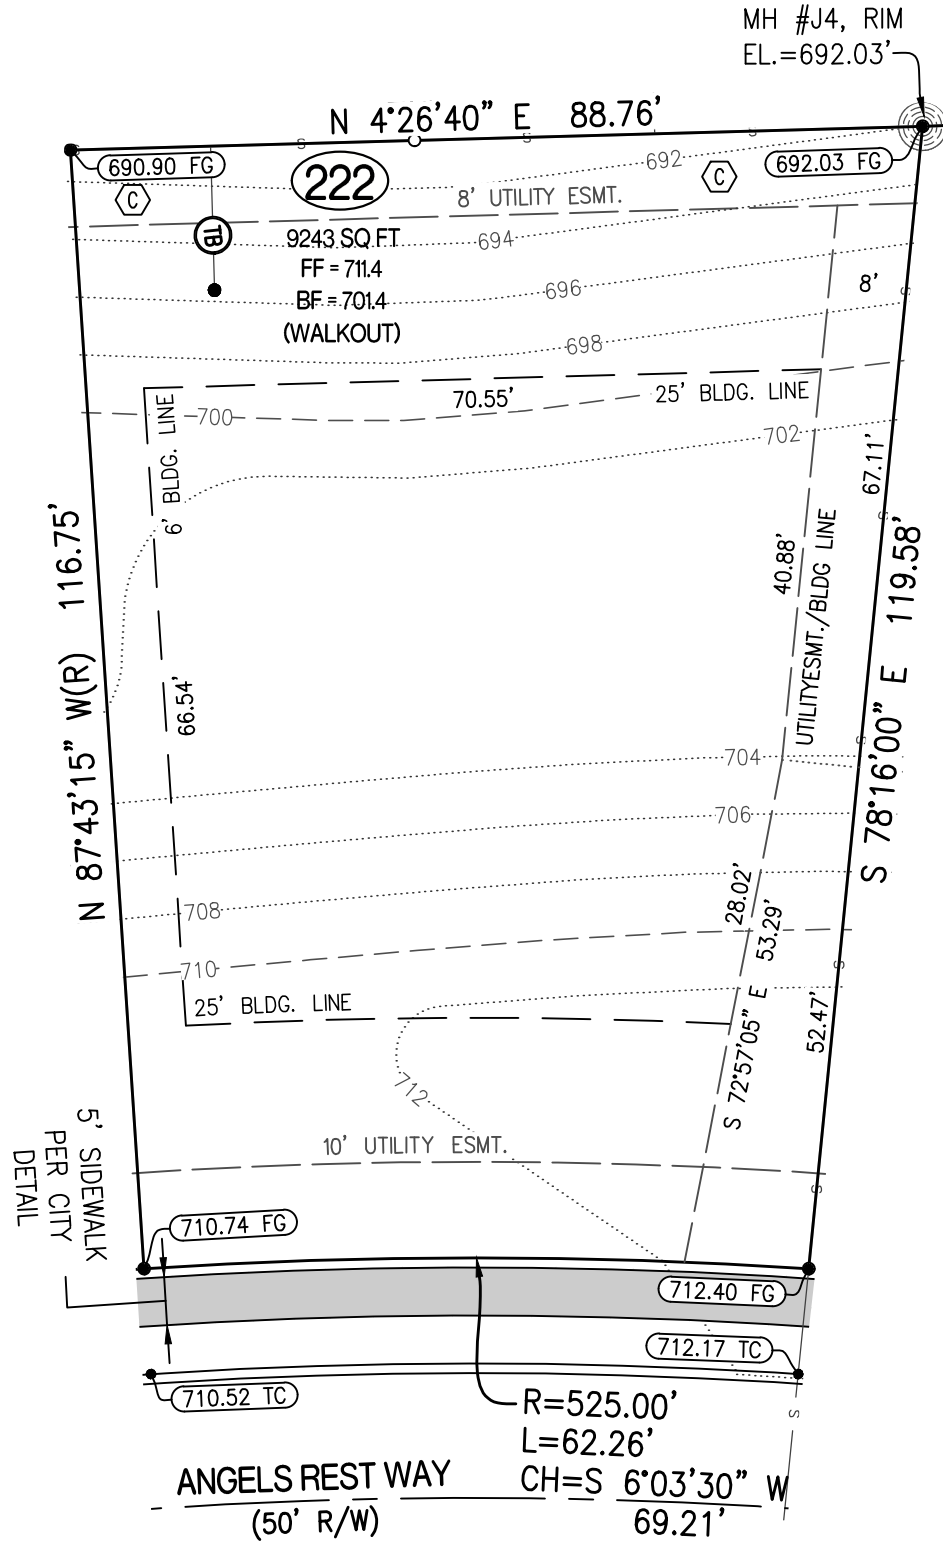 MH #J4, RIM
EL.=692.03'
N 4°26'40" E 88.76'
690.90 FG
692
692.03 FG
C
222
C
8' UTILITY ESMT.
TB
9243 SQ FT
694
FF = 711.4
BF = 701.4
(WALKOUT)
696
8'
698
70.55'
25' BLDG. LINE
6' BLDG. LINE
700
702
67.11'
N 87°43'15" W(R) 116.75'
40.88'
UTILITYESMT./BLDG LINE
S 78°16'00" E 119.58'
66.54'
704
706
28.02'
708
S 72°57'05" E 53.29'
710
25' BLDG. LINE
52.47'
712
10' UTILITY ESMT.
5' SIDEWALK
PER CITY
DETAIL
710.74 FG
712.40 FG
712.17 TC
710.52 TC
R=525.00'
L=62.26'
CH=S 6°03'30" W
69.21'
ANGELS REST WAY
(50' R/W)
S
S
S
S
S
S
S
S
S
S
S